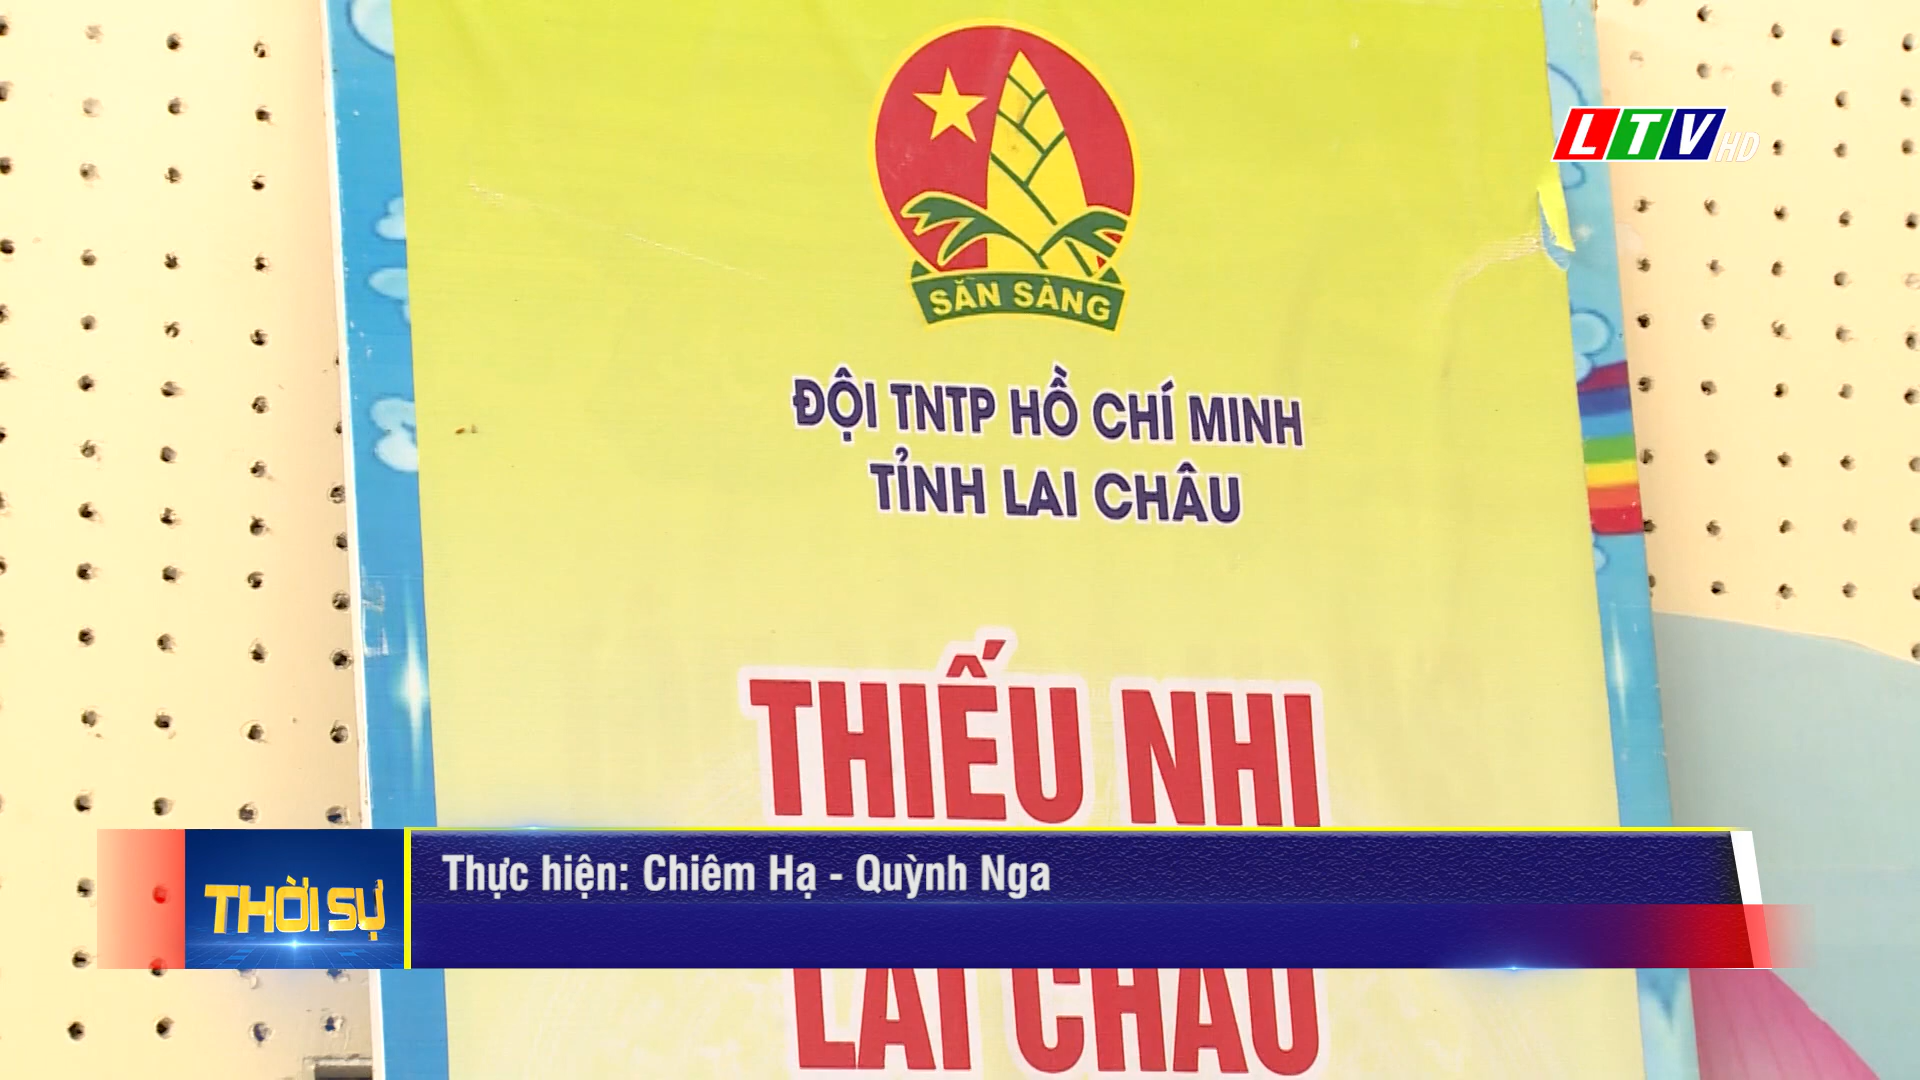 LTV HD
SẴN SÀNG
ĐỘI TNTP HỒ CHÍ MINH
TỈNH LAI CHÂU
THIẾU NHI
LAI CHÂU
THỜI SỰ
Thực hiện: Chiêm Hạ - Quỳnh Nga